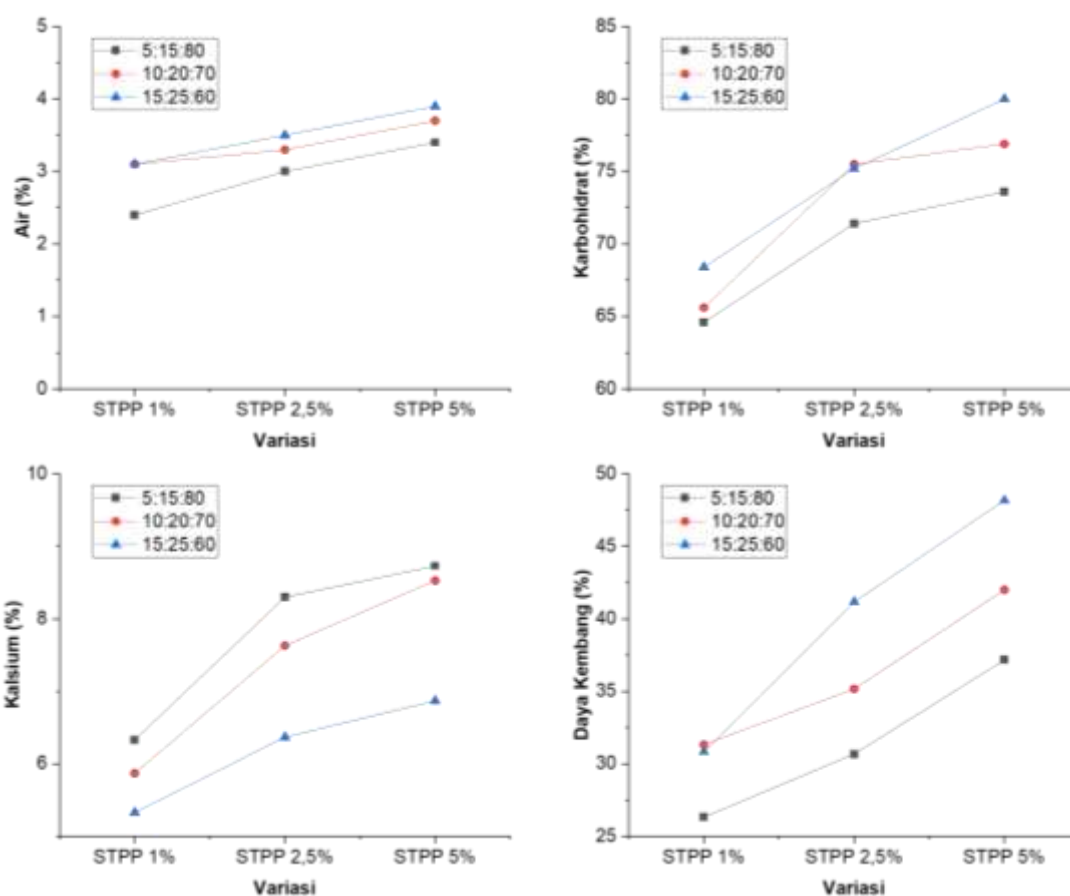 Air (%)
5
4
3
2
1
0
5:15:80
10:20:70
15:25:60
STPP 1%
STPP 2,5%
STPP 5%
Variasi
Karbohidrat (%)
85
80
75
70
65
60
5:15:80
10:20:70
15:25:60
STPP 1%
STPP 2,5%
STPP 5%
Variasi
Kalsium (%)
10
8
6
5:15:80
10:20:70
15:25:60
STPP 1%
STPP 2,5%
STPP 5%
Variasi
Daya Kembang (%)
50
45
40
35
30
25
5:15:80
10:20:70
15:25:60
STPP 1%
STPP 2,5%
STPP 5%
Variasi